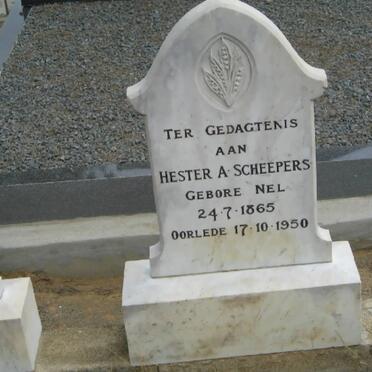 TER GEDAGTENIS
AAN
HESTER A. SCHEEPERS
GEBORE NEL
24.7.1865
OORLEDE 17.10.1950